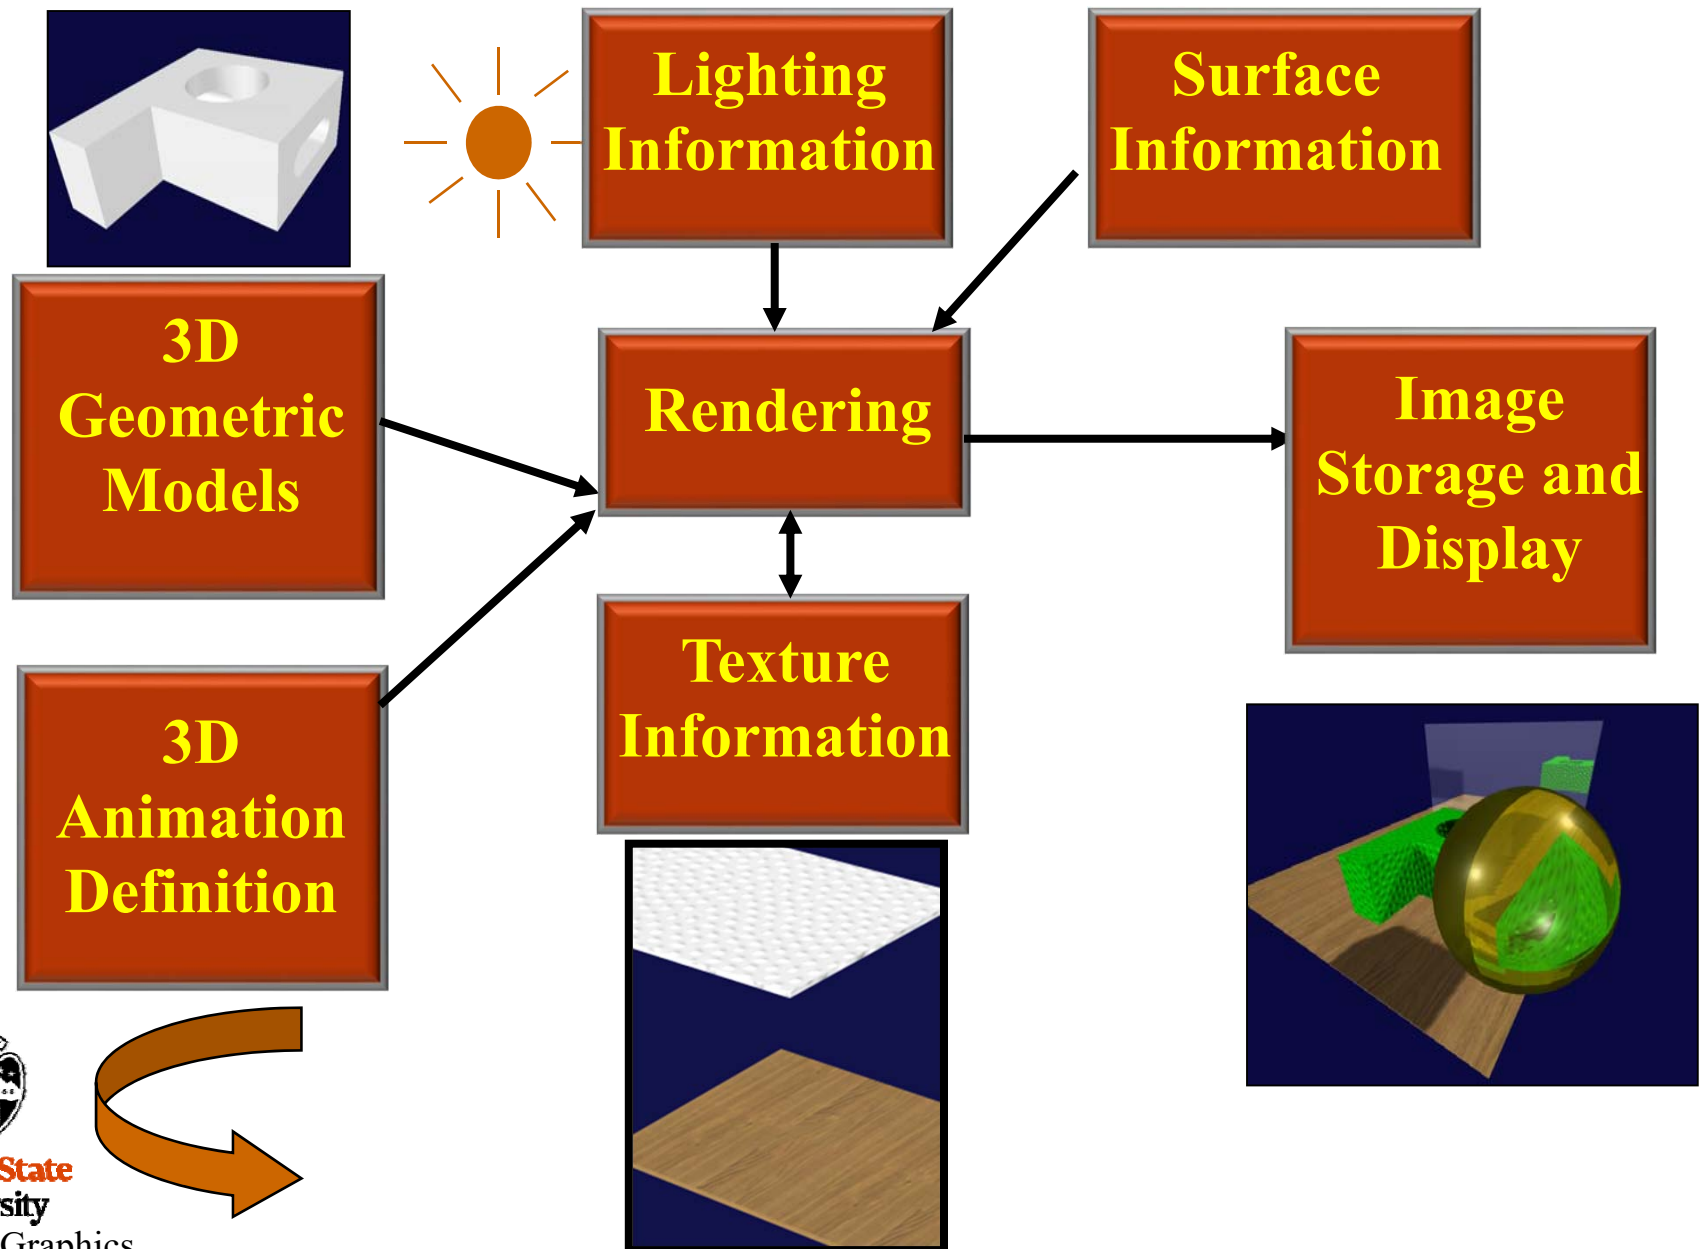 Lighting
Information
Surface
Information
3D
Geometric
Models
Rendering
Image
Storage and
Display
3D
Animation
Definition
Texture
Information
State
sity
Graphics